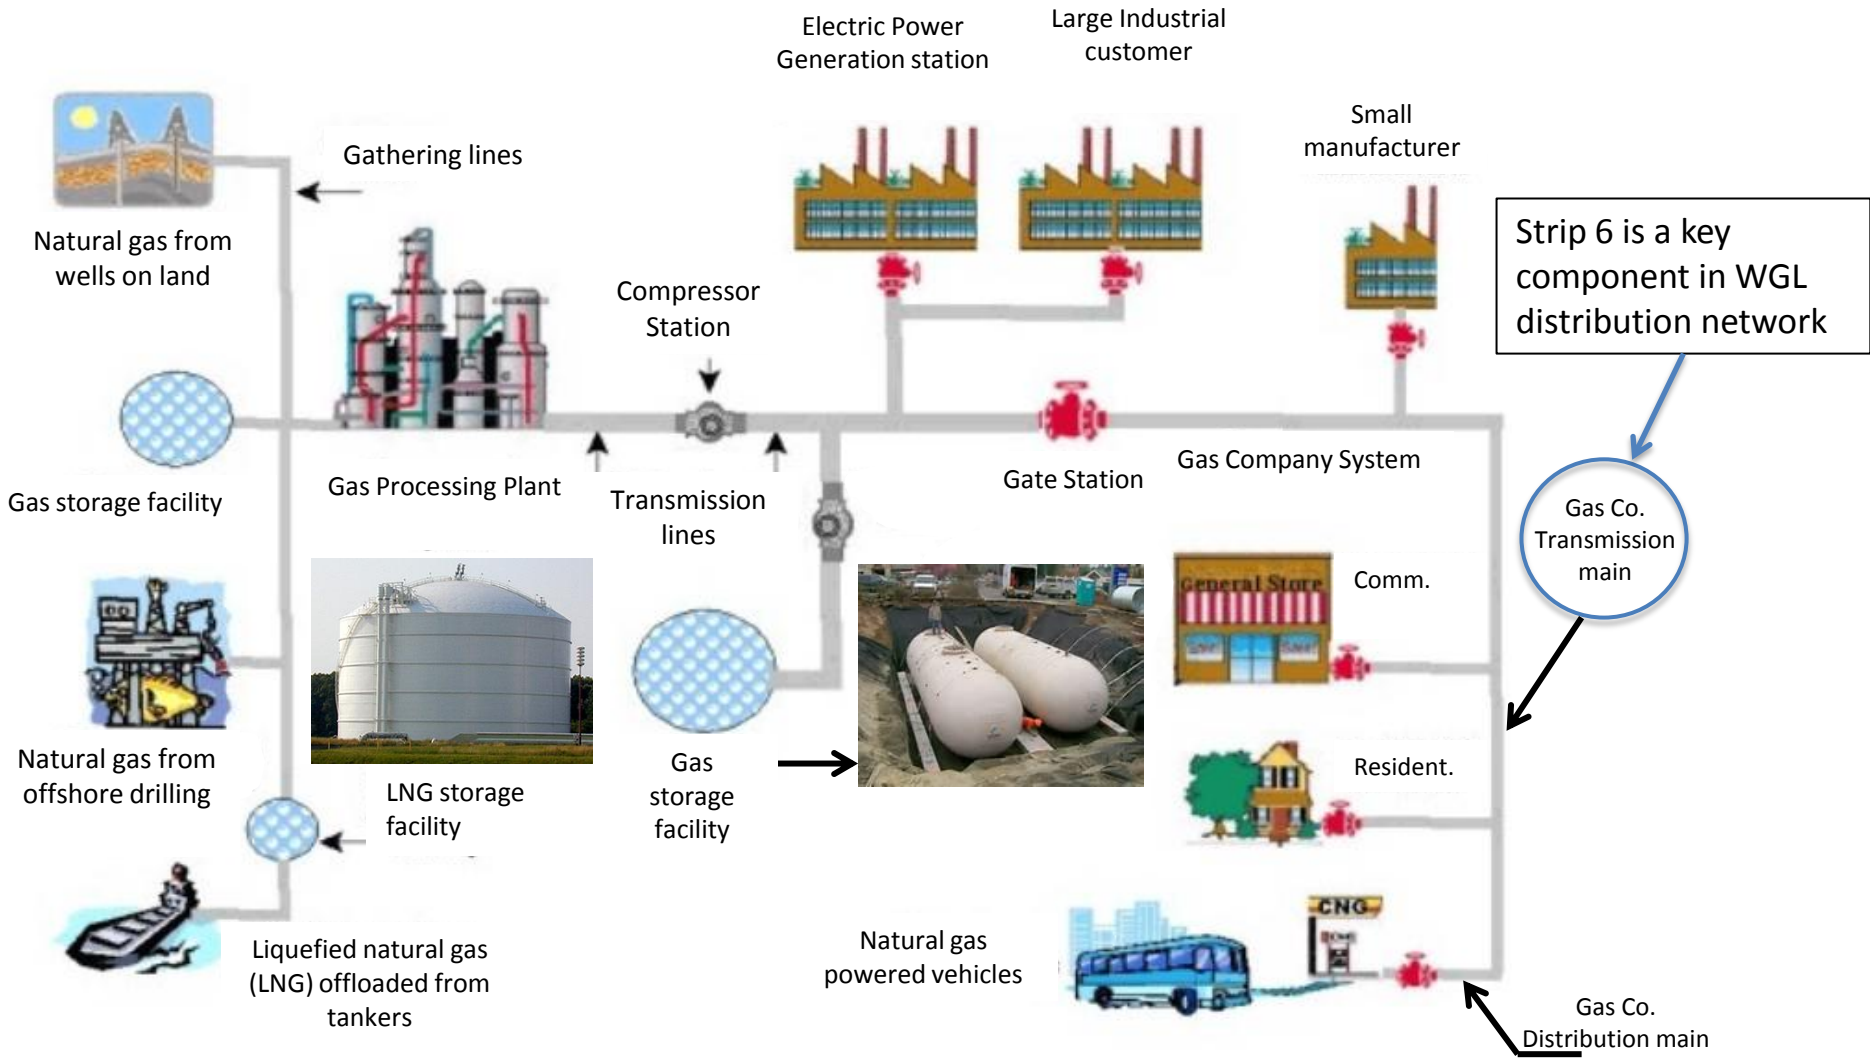 Electric Power
Generation station
Large Industrial
customer
Small
manufacturer
Gathering lines
Natural gas from
wells on land
Compressor
Station
Strip 6 is a key
component in WGL
distribution network
Gas storage facility
Gas Processing Plant
Transmission
lines
Gate Station
Gas Company System
Gas Co.
Transmission
main
General Store
Comm.
Natural gas from
offshore drilling
LNG storage
facility
Gas
storage
facility
Resident.
Liquefied natural gas
(LNG) offloaded from
tankers
Natural gas
powered vehicles
CNG
Gas Co.
Distribution main